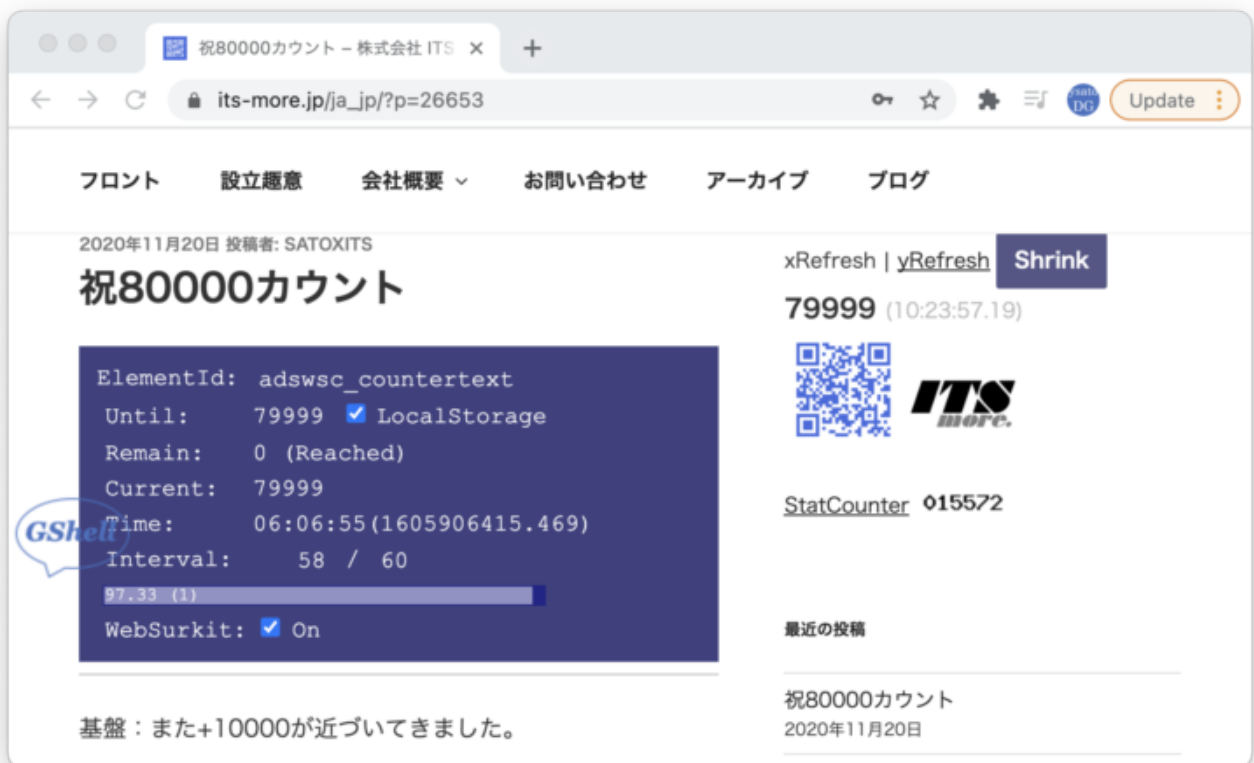 祝80000カウント – 株式会社 ITS
its-more.jp/ja_jp/?p=26653
ysato
DG
Update
フロント 設立趣意 会社概要 お問い合わせ アーカイブ ブログ
2020年11月20日 投稿者: SATOXITS
祝80000カウント
ElementId: adswsc_countertext
Until: 79999 LocalStorage
Remain: 0 (Reached)
Current: 79999
GShell
Time: 06:06:55(1605906415.469)
Interval: 58 / 60
97.33 (1)
WebSurkit: On
基盤：また+10000が近づいてきました。
xRefresh | yRefresh Shrink
79999 (10:23:57.19)
ITS
more.
StatCounter 015572
最近の投稿
祝80000カウント
2020年11月20日